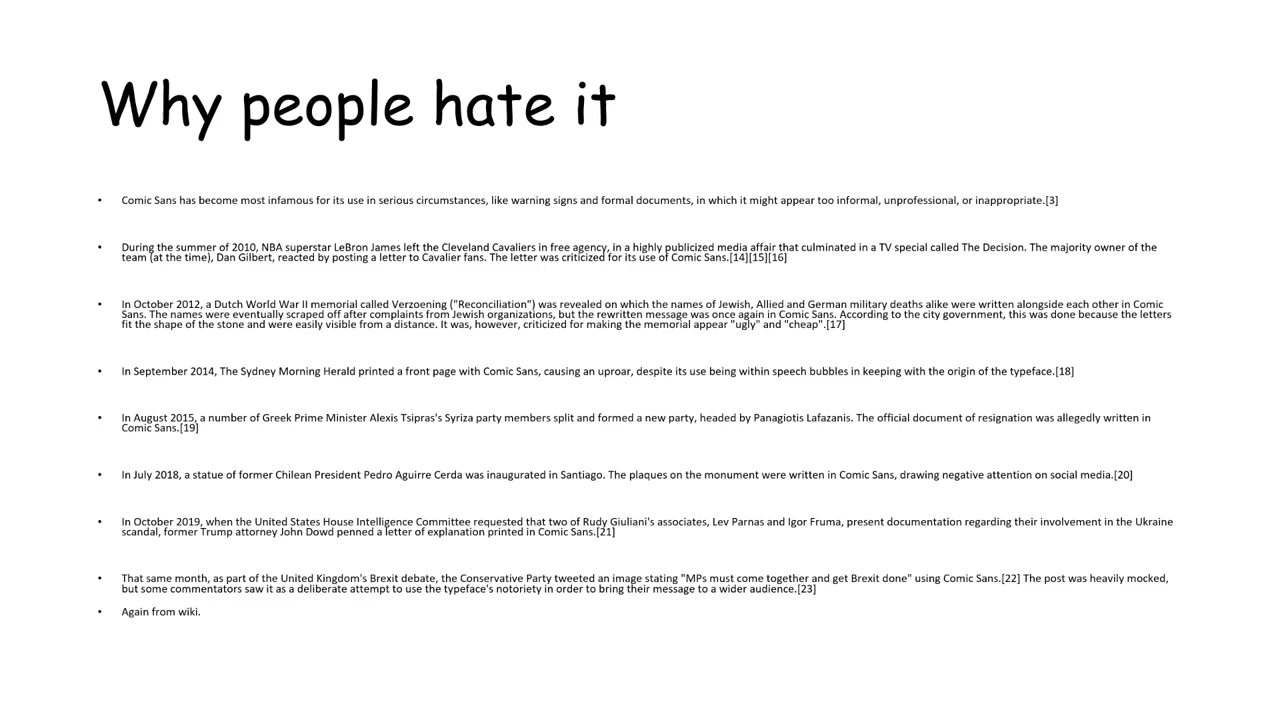 Why people hate it
• Comic Sans has become most infamous for its use in serious circumstances, like warning signs and formal documents, in which it might appear too informal, unprofessional, or inappropriate.[3]
• During the summer of 2010, NBA superstar LeBron James left the Cleveland Cavaliers in free agency, in a highly publicized media affair that culminated in a TV special called The Decision. The majority owner of the
team (at the time), Dan Gilbert, reacted by posting a letter to Cavalier fans. The letter was criticized for its use of Comic Sans.[14][15][16]
• In October 2012, a Dutch World War II memorial called Verzoening ("Reconciliation") was revealed on which the names of Jewish, Allied and German military deaths alike were written alongside each other in Comic
Sans. The names were eventually scraped off after complaints from Jewish organizations, but the rewritten message was once again in Comic Sans. According to the city government, this was done because the letters
fit the shape of the stone and were easily visible from a distance. It was, however, criticized for making the memorial appear "ugly" and "cheap".[17]
• In September 2014, The Sydney Morning Herald printed a front page with Comic Sans, causing an uproar, despite its use being within speech bubbles in keeping with the origin of the typeface.[18]
• In August 2015, a number of Greek Prime Minister Alexis Tsipras's Syriza party members split and formed a new party, headed by Panagiotis Lafazanis. The official document of resignation was allegedly written in
Comic Sans.[19]
• In July 2018, a statue of former Chilean President Pedro Aguirre Cerda was inaugurated in Santiago. The plaques on the monument were written in Comic Sans, drawing negative attention on social media.[20]
• In October 2019, when the United States House Intelligence Committee requested that two of Rudy Giuliani's associates, Lev Parnas and Igor Fruma, present documentation regarding their involvement in the Ukraine
scandal, former Trump attorney John Dowd penned a letter of explanation printed in Comic Sans.[21]
• That same month, as part of the United Kingdom's Brexit debate, the Conservative Party tweeted an image stating "MPs must come together and get Brexit done" using Comic Sans.[22] The post was heavily mocked,
but some commentators saw it as a deliberate attempt to use the typeface's notoriety in order to bring their message to a wider audience.[23]
• Again from wiki.